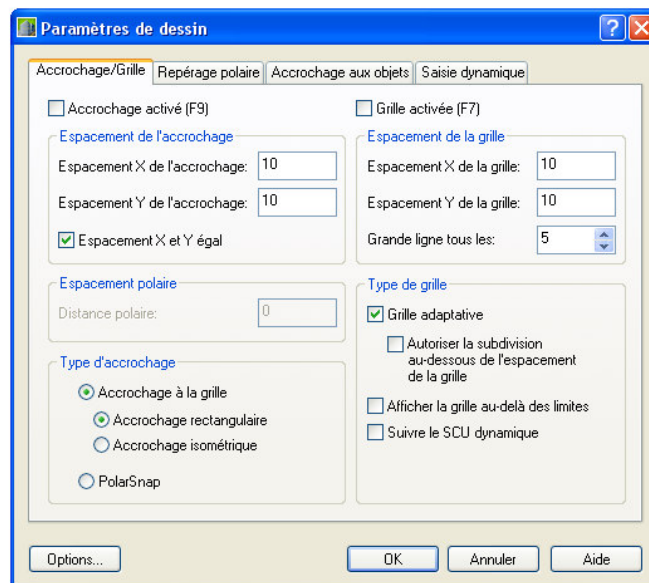 Paramètres de dessin
Accrochage/Grille
Repérage polaire
Accrochage aux objets
Saisie dynamique
Accrochage activé (F9)
Espacement de l'accrochage
Espacement X de l'accrochage: 10
Espacement Y de l'accrochage: 10
Espacement X et Y égal
Espacement polaire
Distance polaire: 0
Type d'accrochage
Accrochage à la grille
Accrochage rectangulaire
Accrochage isométrique
PolarSnap
Grille activée (F7)
Espacement de la grille
Espacement X de la grille: 10
Espacement Y de la grille: 10
Grande ligne tous les: 5
Type de grille
Grille adaptative
Autoriser la subdivision
au-dessous de l'espacement
de la grille
Afficher la grille au-delà des limites
Suivre le SCU dynamique
Options...
OK
Annuler
Aide